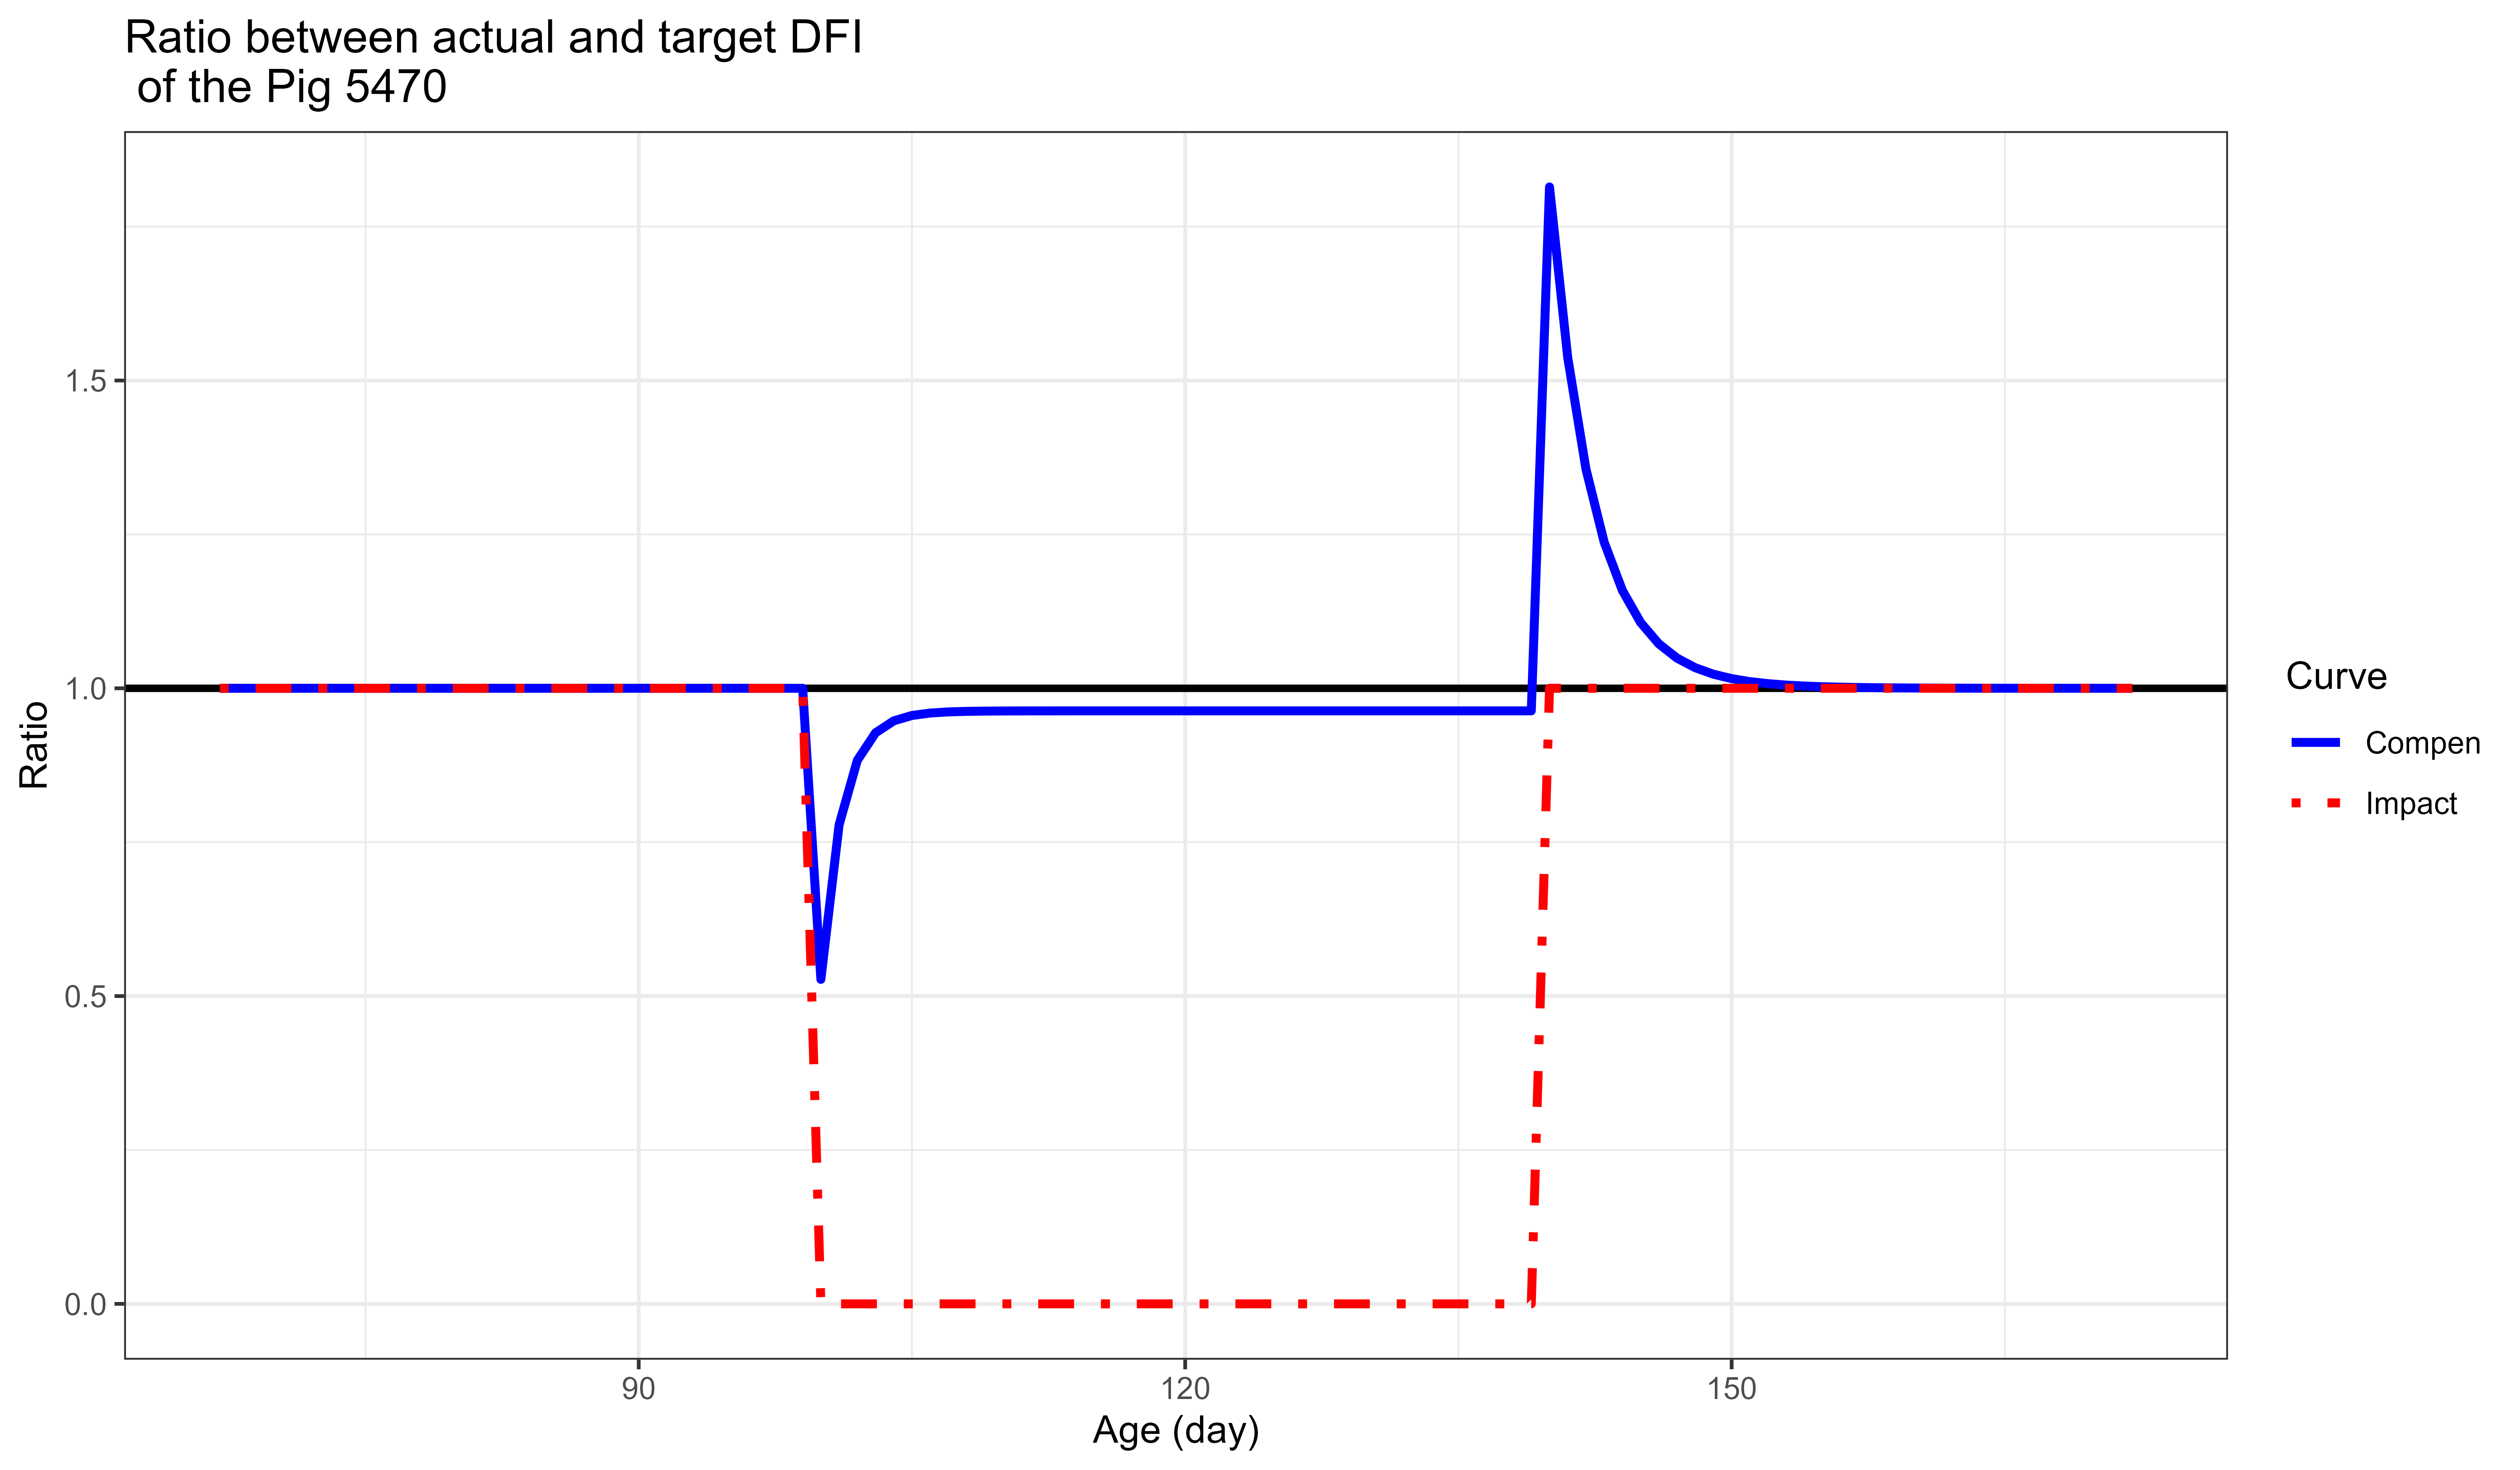 Ratio between actual and target DFI
of the Pig 5470
1.5
1.0
0.5
0.0
Ratio
90
120
150
Age (day)
Curve
Compen
Impact